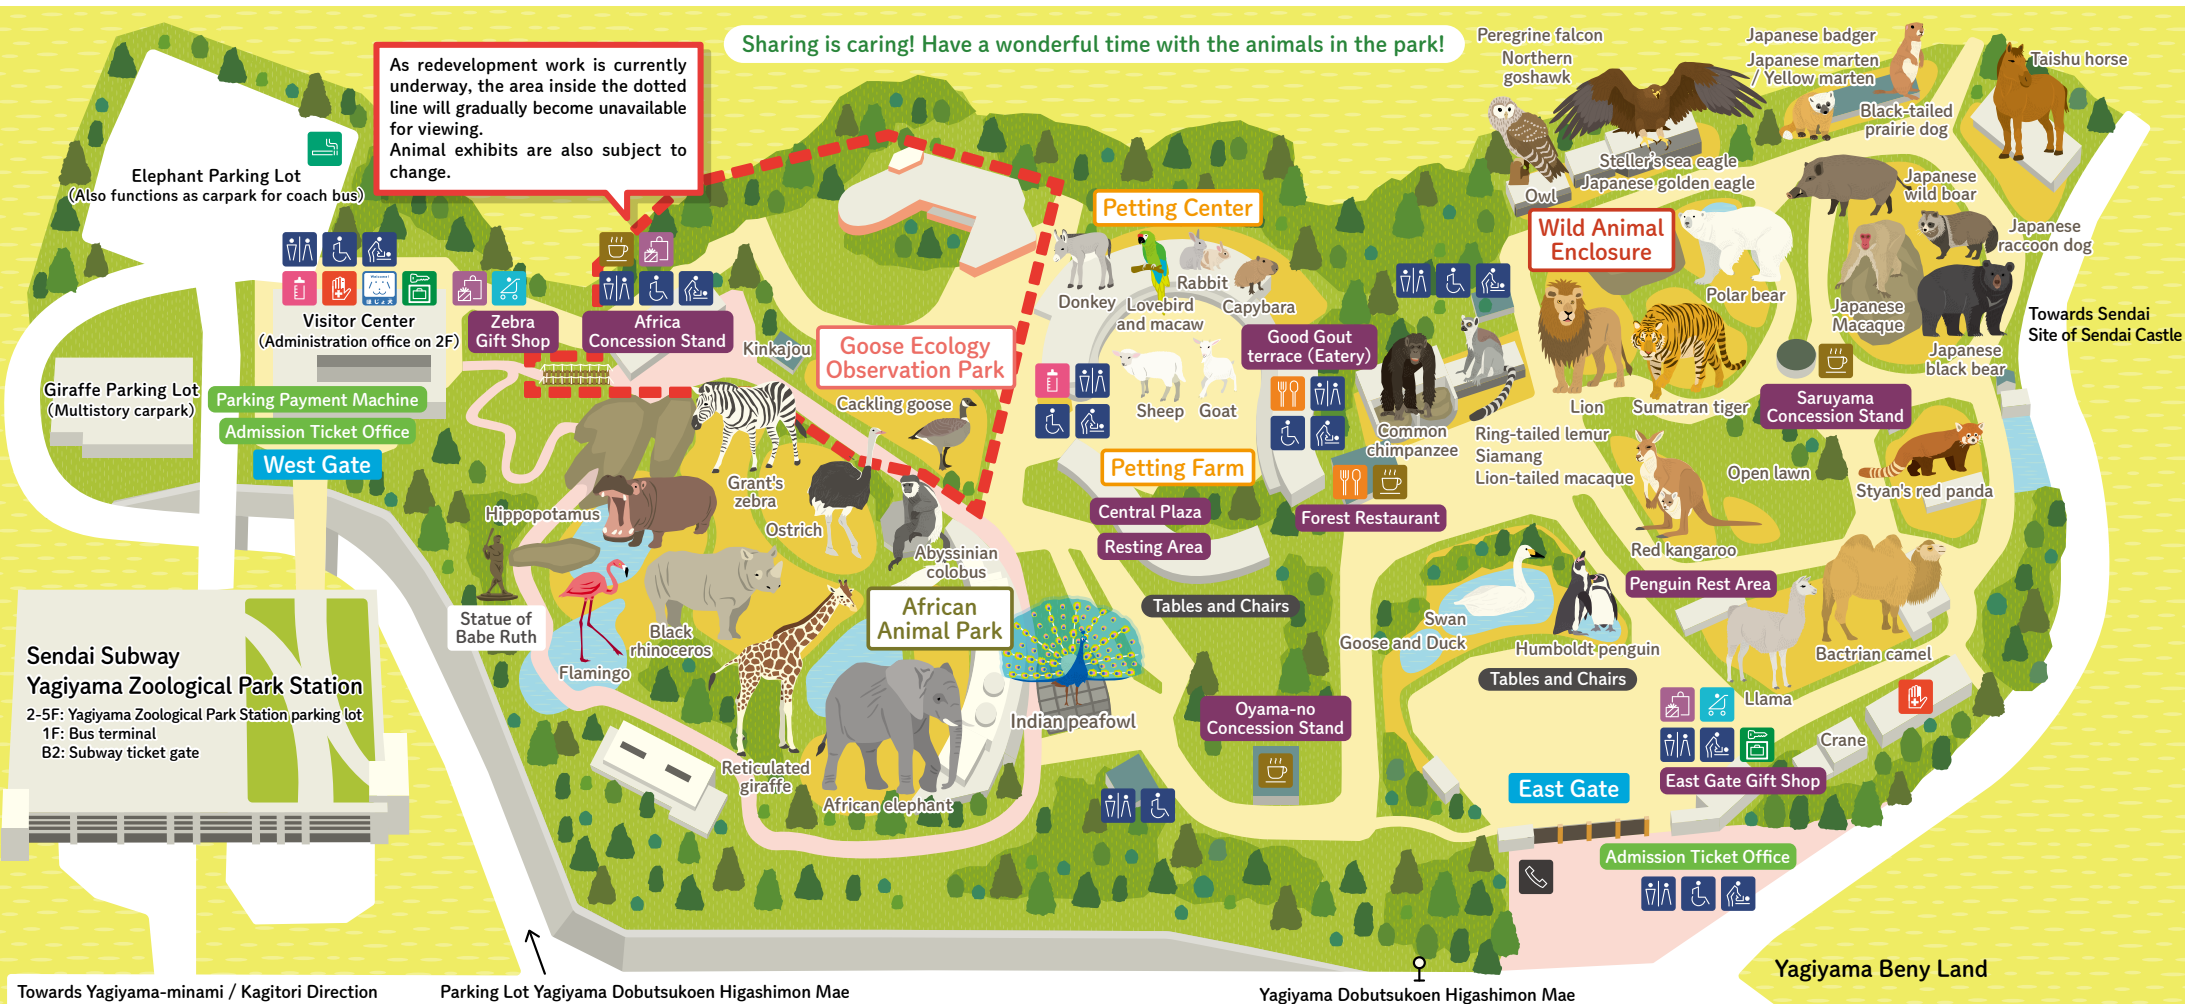 Sharing is caring! Have a wonderful time with the animals in the park!
As redevelopment work is currently
underway, the area inside the dotted
line will gradually become unavailable
for viewing.
Animal exhibits are also subject to
change.
Elephant Parking Lot
(Also functions as carpark for coach bus)
Welcome!
ほじょ犬
Visitor Center
(Administration office on 2F)
Zebra
Gift Shop
Africa
Concession Stand
Giraffe Parking Lot
(Multistory carpark)
Parking Payment Machine
Admission Ticket Office
West Gate
Kinkajou
Goose Ecology
Observation Park
Cackling goose
Grant's
zebra
Ostrich
Hippopotamus
Abyssinian
colobus
Statue of
Babe Ruth
Flamingo
Black
rhinoceros
African
Animal Park
Reticulated
giraffe
African elephant
Indian peafowl
Sendai Subway
Yagiyama Zoological Park Station
2-5F: Yagiyama Zoological Park Station parking lot
1F: Bus terminal
B2: Subway ticket gate
Petting Center
Donkey
Lovebird
and macaw
Rabbit
Capybara
Sheep
Goat
Petting Farm
Good Gout
terrace (Eatery)
Central Plaza
Resting Area
Forest Restaurant
Tables and Chairs
Oyama-no
Concession Stand
Common
chimpanzee
Ring-tailed lemur
Siamang
Lion-tailed macaque
Peregrine falcon
Northern
goshawk
Owl
Steller's sea eagle
Japanese golden eagle
Japanese badger
Japanese marten
/ Yellow marten
Black-tailed
prairie dog
Taishu horse
Wild Animal
Enclosure
Japanese
wild boar
Japanese
raccoon dog
Polar bear
Japanese
Macaque
Japanese
black bear
Lion
Sumatran tiger
Saruyama
Concession Stand
Towards Sendai
Site of Sendai Castle
Open lawn
Styan's red panda
Red kangaroo
Penguin Rest Area
Swan
Goose and Duck
Humboldt penguin
Tables and Chairs
Bactrian camel
Llama
Crane
East Gate Gift Shop
East Gate
Admission Ticket Office
Yagiyama Beny Land
Towards Yagiyama-minami / Kagitori Direction
Parking Lot Yagiyama Dobutsukoen Higashimon Mae
Yagiyama Dobutsukoen Higashimon Mae